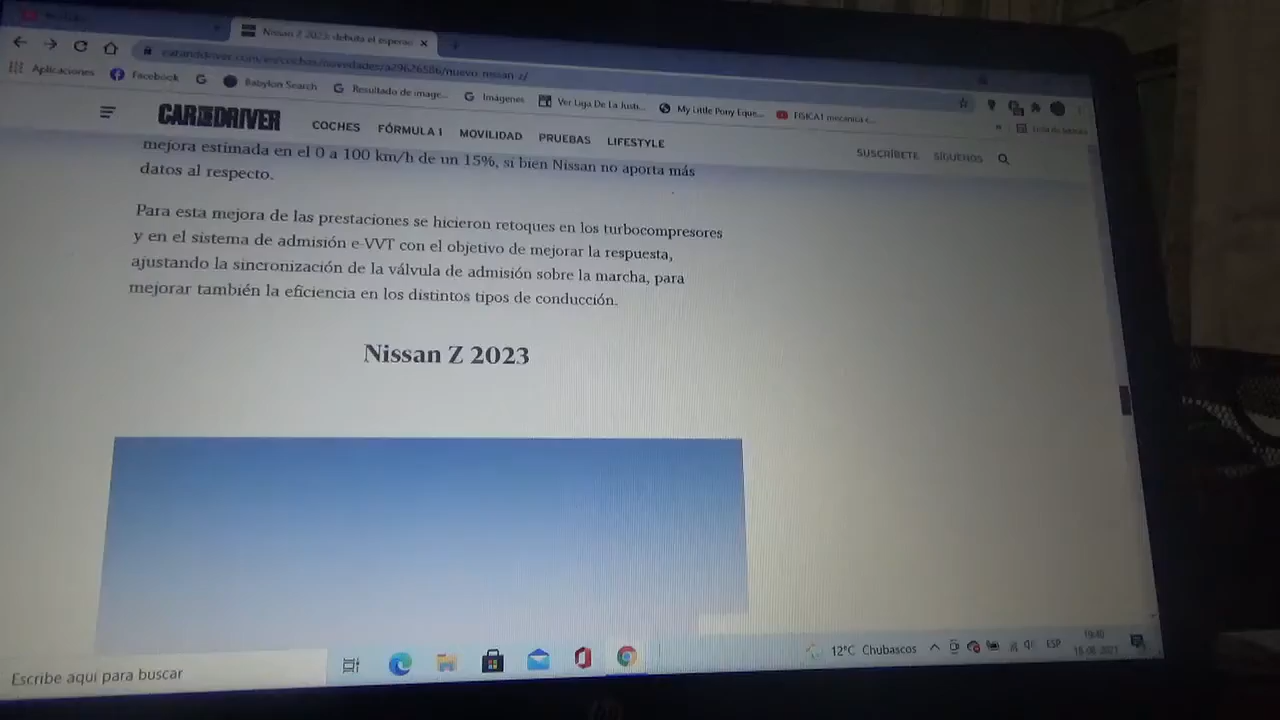 Nissan Z 2023: debuta el esperao
caranddriver.com/es/coches/novedades/a29626586/nuevo-nissan-z/
Aplicaciones Facebook Babylon Search Resultado de image... Imágenes Ver Liga De La Justi... My Little Pony Eque... FISICA1 mecánica c...
CAR AND DRIVER COCHES FÓRMULA 1 MOVILIDAD PRUEBAS LIFESTYLE SUSCRÍBETE SÍGUENOS
mejora estimada en el 0 a 100 km/h de un 15%, si bien Nissan no aporta más
datos al respecto.
Para esta mejora de las prestaciones se hicieron retoques en los turbocompresores
y en el sistema de admisión e-VVT con el objetivo de mejorar la respuesta,
ajustando la sincronización de la válvula de admisión sobre la marcha, para
mejorar también la eficiencia en los distintos tipos de conducción.
Nissan Z 2023
Escribe aquí para buscar
12°C Chubascos ESP